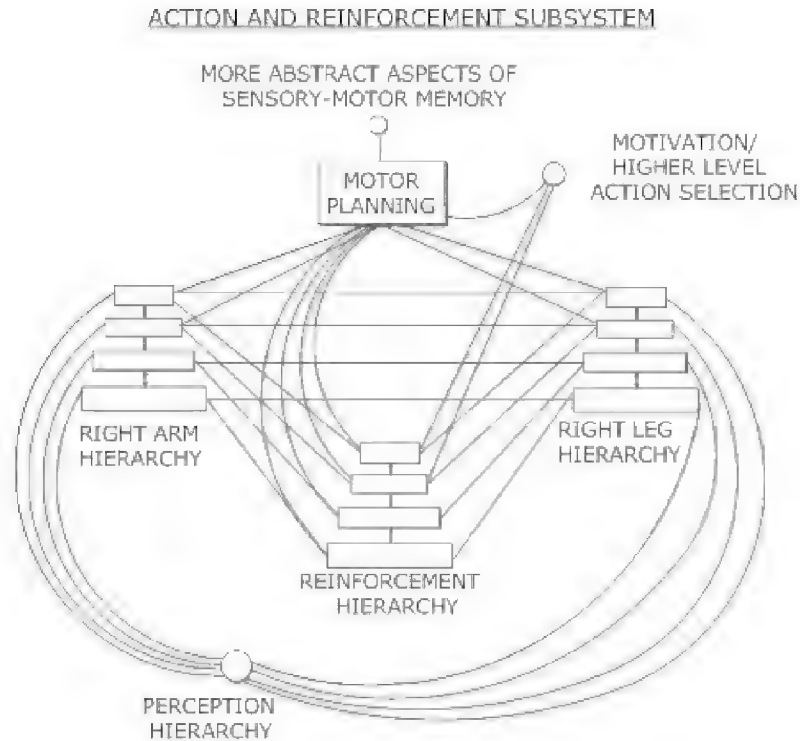 ACTION AND REINFORCEMENT SUBSYSTEM
MORE ABSTRACT ASPECTS OF
SENSORY-MOTOR MEMORY
MOTIVATION/
HIGHER LEVEL
ACTION SELECTION
MOTOR
PLANNING
RIGHT ARM
HIERARCHY
RIGHT LEG
HIERARCHY
REINFORCEMENT
HIERARCHY
PERCEPTION
HIERARCHY